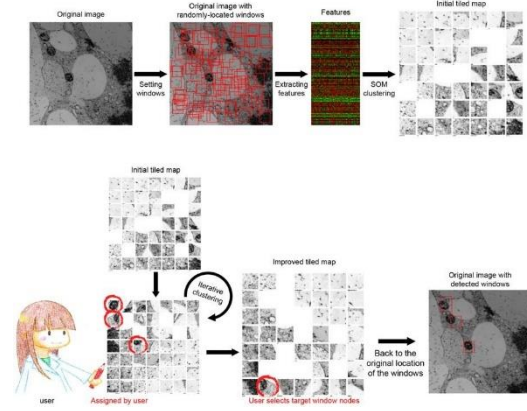 Original image
Original image with
randomly-located windows
Features
Initial tiled map
Setting
windows
Extracting
features
SOM
clustering
Initial tiled map
Iterative
clustering
Improved tiled map
Original image with
detected windows
Back to the
original location
of the windows
user
Assigned by user
User selects target window nodes